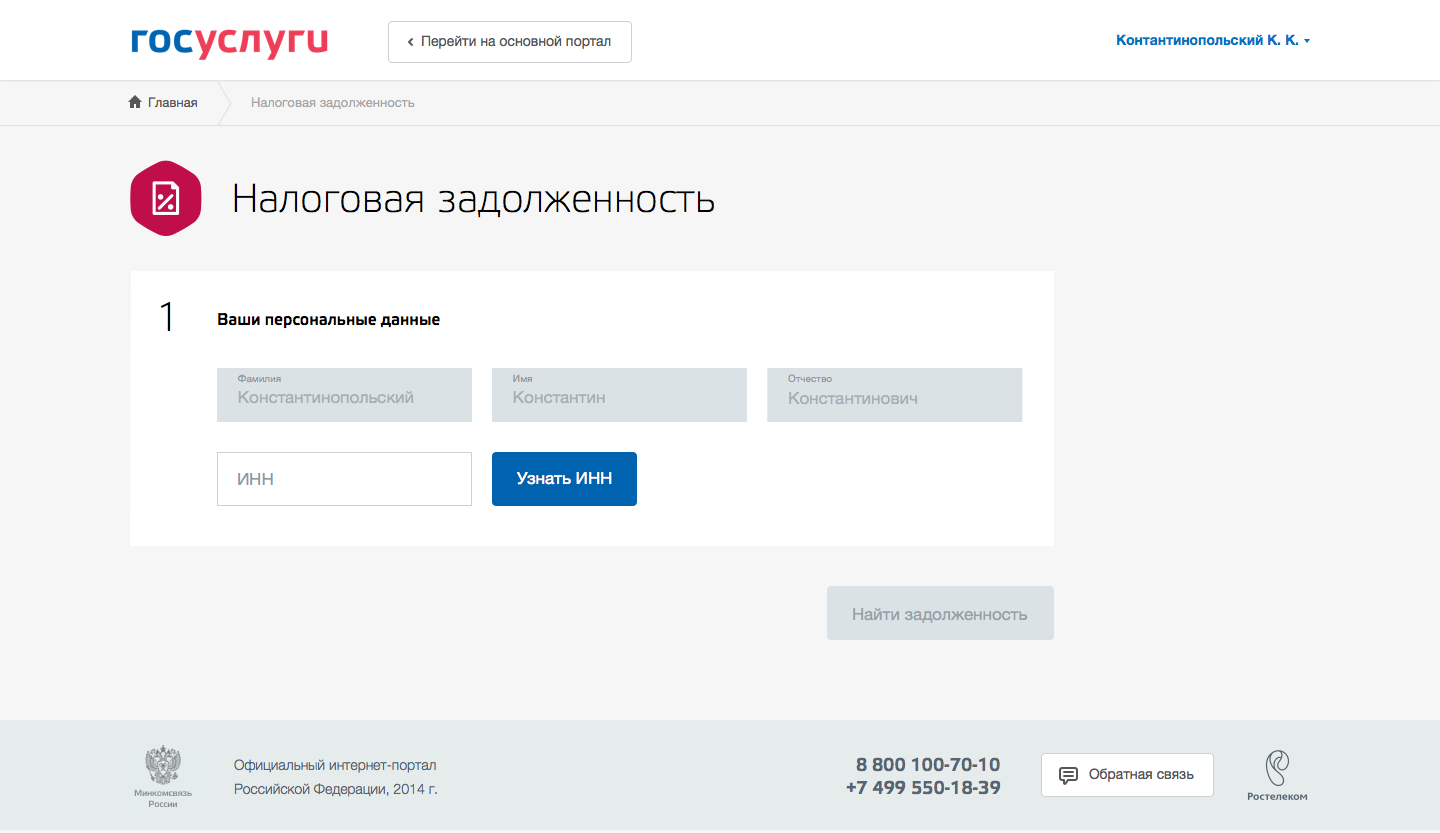 госуслуги
Перейти на основной портал
Контантинопольский К. К.
Главная
Налоговая задолженность
Налоговая задолженность
1
Ваши персональные данные
Фамилия
Константинопольский
Имя
Константин
Отчество
Константинович
ИНН
Узнать ИНН
Найти задолженность
Минкомсвязь
России
Официальный интернет-портал
Российской Федерации, 2014 г.
8 800 100-70-10
+7 499 550-18-39
Обратная связь
Ростелеком